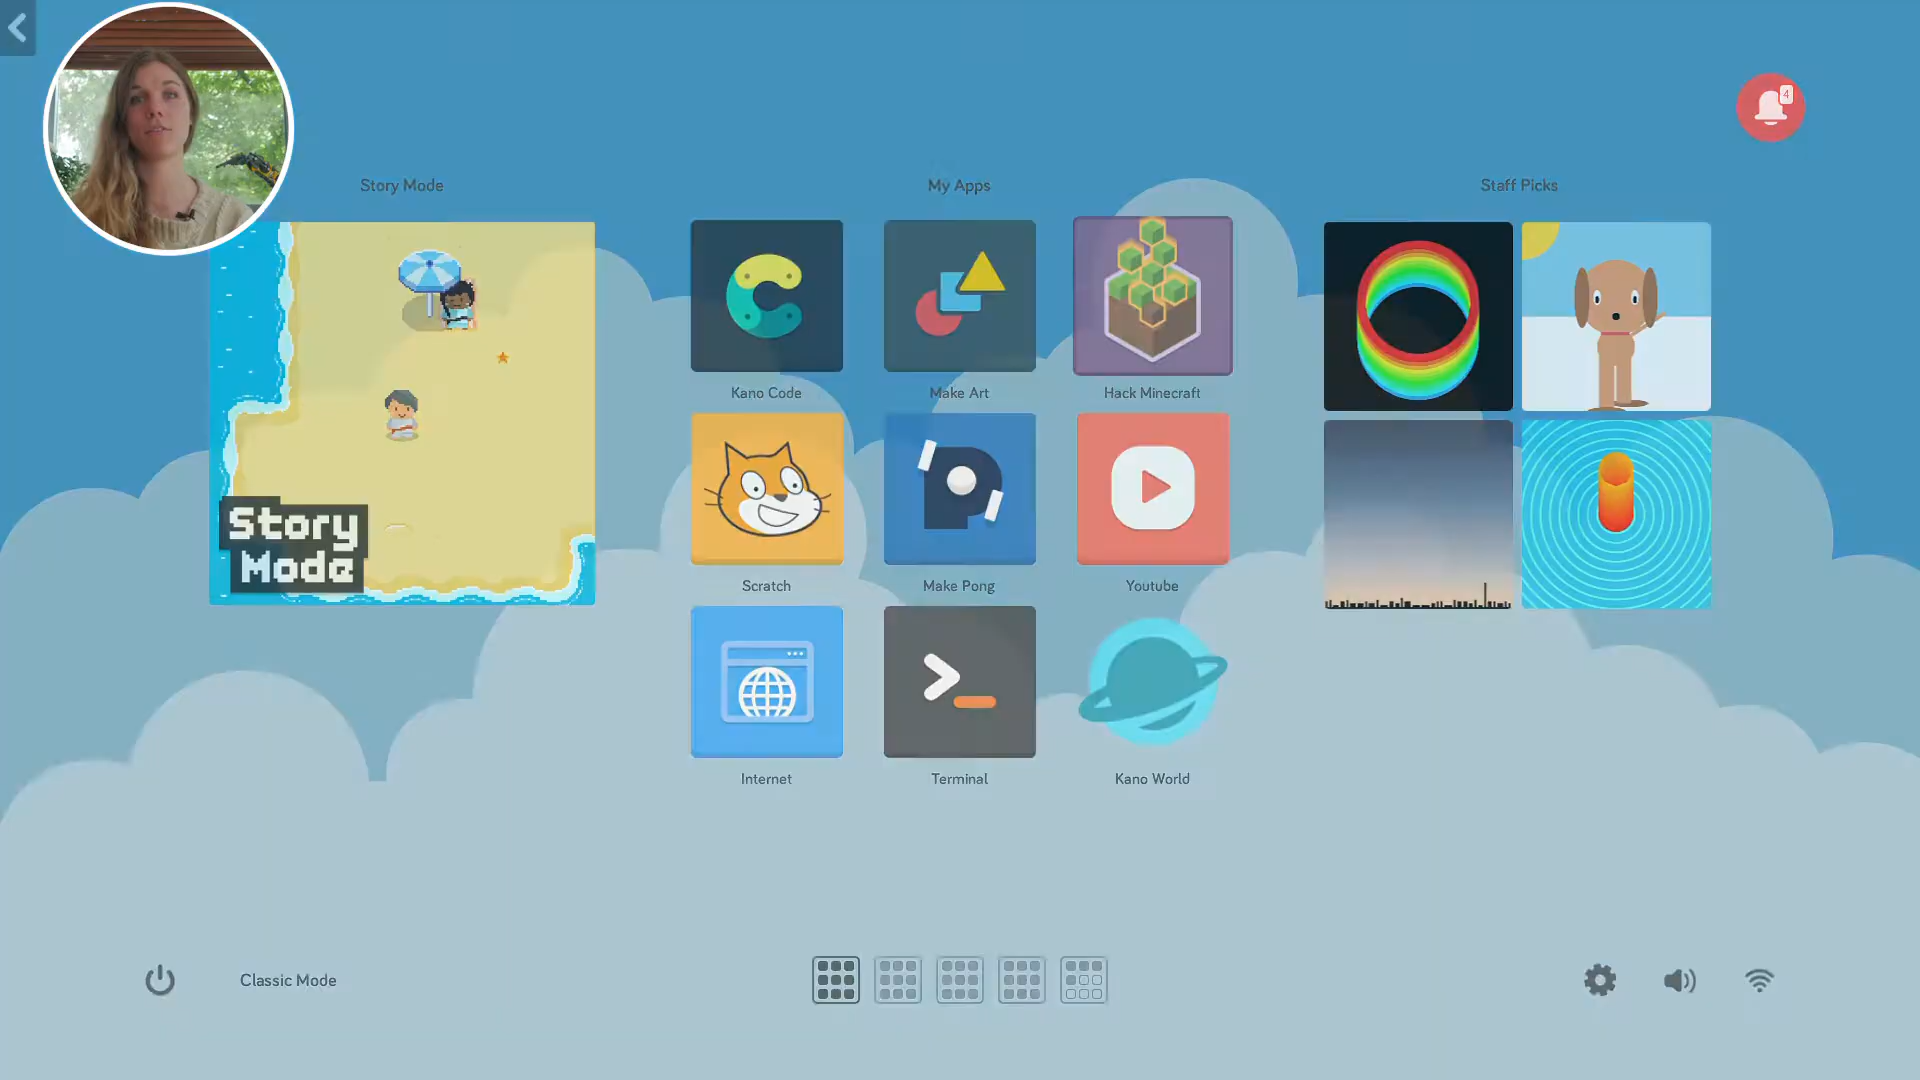 4
Story Mode
My Apps
Staff Picks
Story
Mode
Kano Code
Make Art
Hack Minecraft
Scratch
Make Pong
Youtube
Internet
Terminal
Kano World
Classic Mode